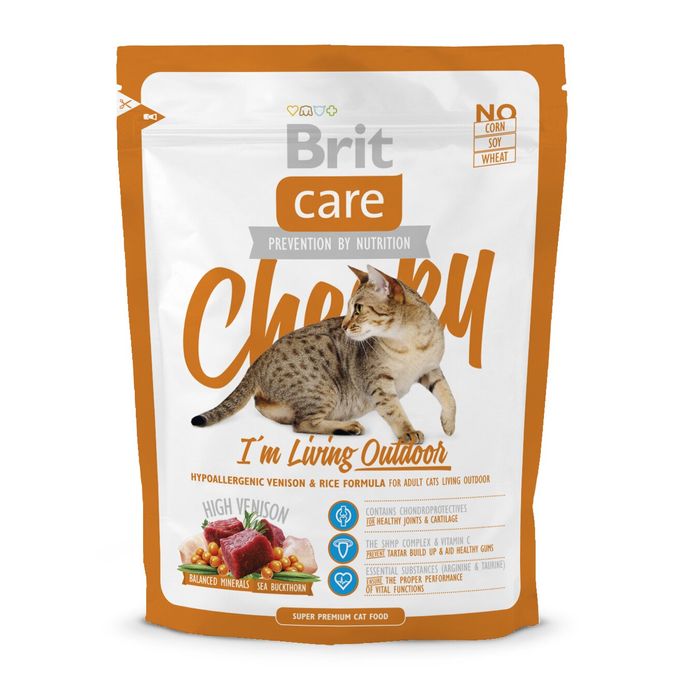 Brit
care
PREVENTION BY NUTRITION
NO
CORN
SOY
WHEAT
Cheeky
I´m Living Outdoor
HYPOALLERGENIC VENISON & RICE FORMULA FOR ADULT CATS LIVING OUTDOOR
HIGH VENISON
BALANCED MINERALS SEA BUCKTHORN
CONTAINS CHONDROPROTECTIVES
FOR HEALTHY JOINTS & CARTILAGE
THE SHMP COMPLEX & VITAMIN C
PREVENT TARTAR BUILD UP & AID HEALTHY GUMS
ESSENTIAL SUBSTANCES (ARGININE & TAURINE)
ENSURE THE PROPER PERFORMANCE
OF VITAL FUNCTIONS
SUPER PREMIUM CAT FOOD